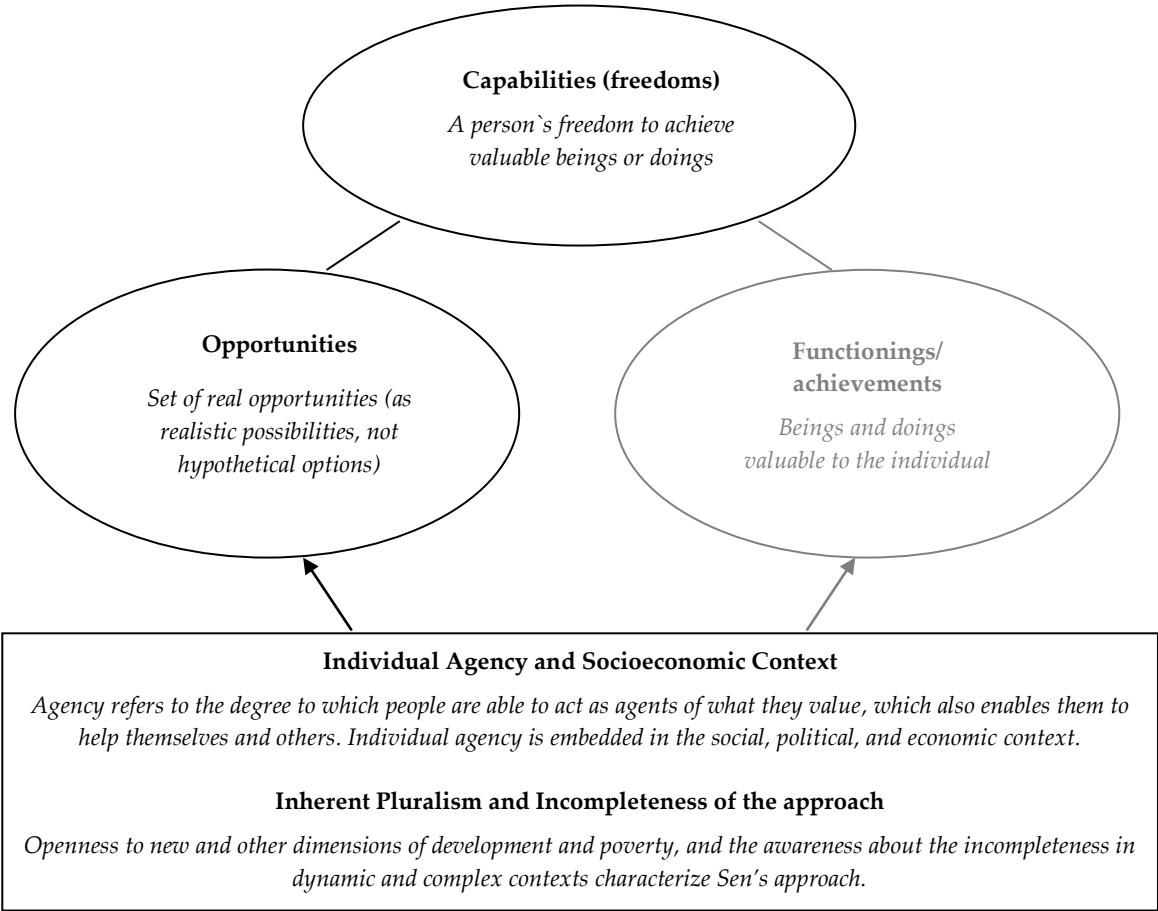 Capabilities (freedoms)
A person`s freedom to achieve
valuable beings or doings
Opportunities
Set of real opportunities (as
realistic possibilities, not
hypothetical options)
Functionings/
achievements
Beings and doings
valuable to the individual
Individual Agency and Socioeconomic Context
Agency refers to the degree to which people are able to act as agents of what they value, which also enables them to
help themselves and others. Individual agency is embedded in the social, political, and economic context.
Inherent Pluralism and Incompleteness of the approach
Openness to new and other dimensions of development and poverty, and the awareness about the incompleteness in
dynamic and complex contexts characterize Sen’s approach.